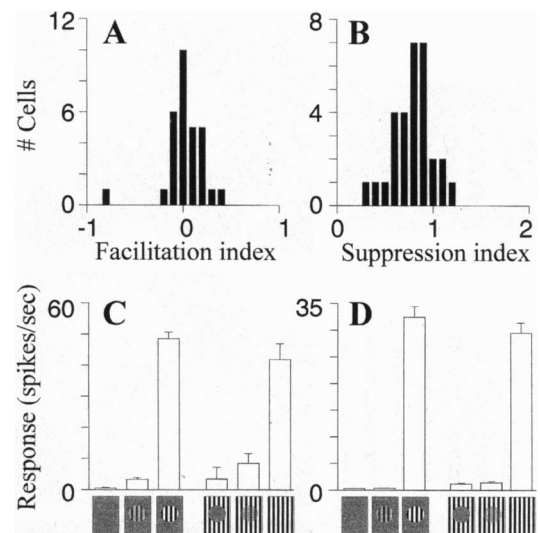 A
B
# Cells
12
6
0
-1
0
1
Facilitation index
8
4
0
0
1
2
Suppression index
C
D
Response (spikes/sec)
60
0
35
0